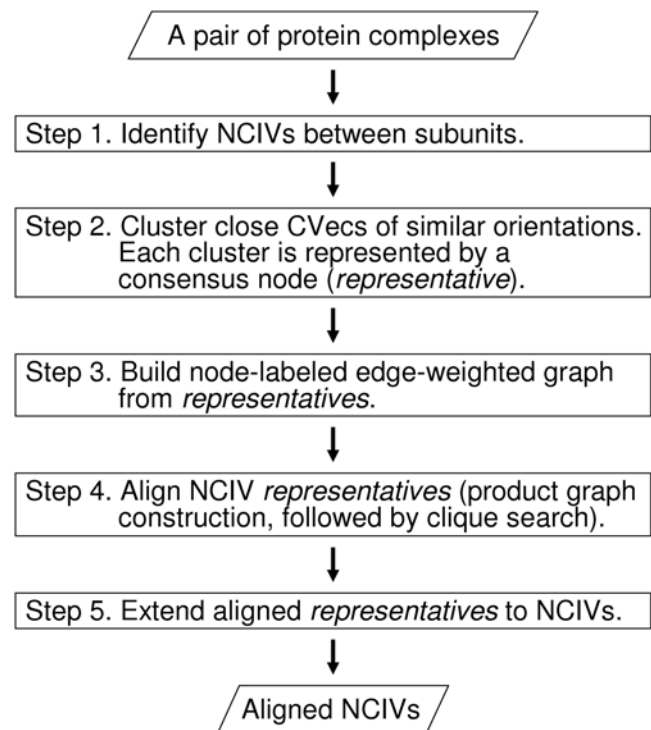 A pair of protein complexes
Step 1. Identify NCIVs between subunits.
Step 2. Cluster close CVecs of similar orientations.
Each cluster is represented by a
consensus node (representative).
Step 3. Build node-labeled edge-weighted graph
from representatives.
Step 4. Align NCIV representatives (product graph
construction, followed by clique search).
Step 5. Extend aligned representatives to NCIVs.
Aligned NCIVs